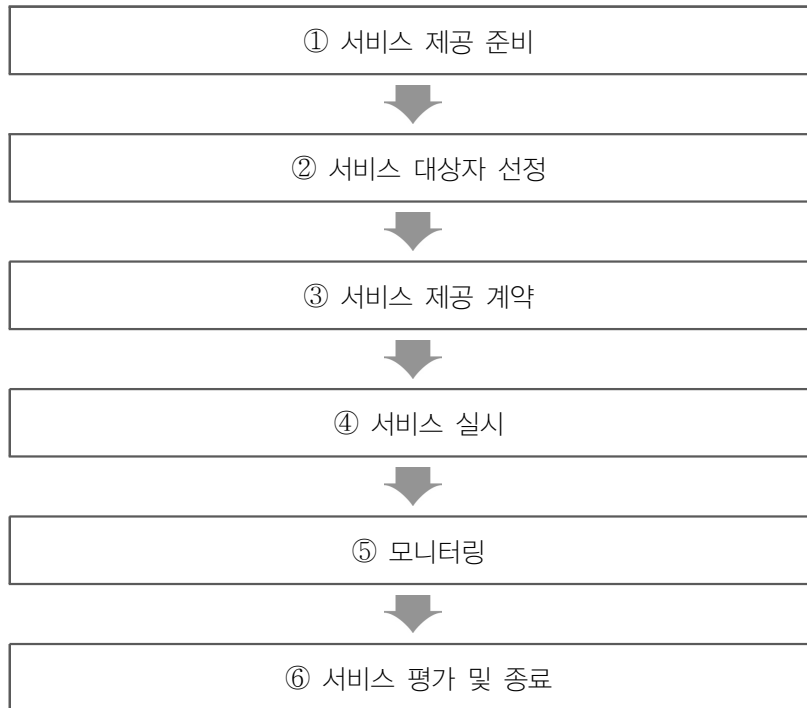 ① 서비스 제공 준비
② 서비스 대상자 선정
③ 서비스 제공 계약
④ 서비스 실시
⑤ 모니터링
⑥ 서비스 평가 및 종료